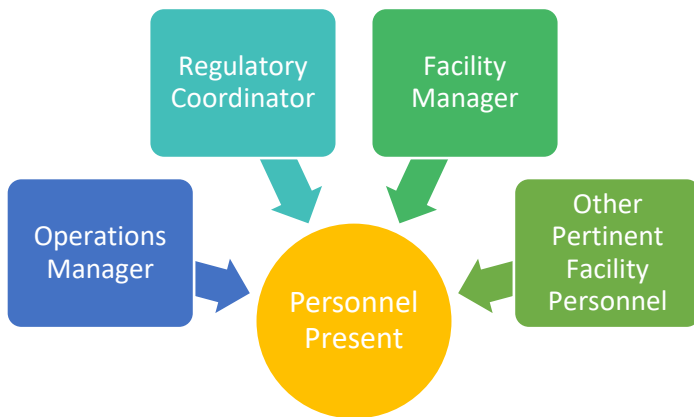 Regulatory
Coordinator
Facility
Manager
Operations
Manager
Other
Pertinent
Facility
Personnel
Personnel
Present